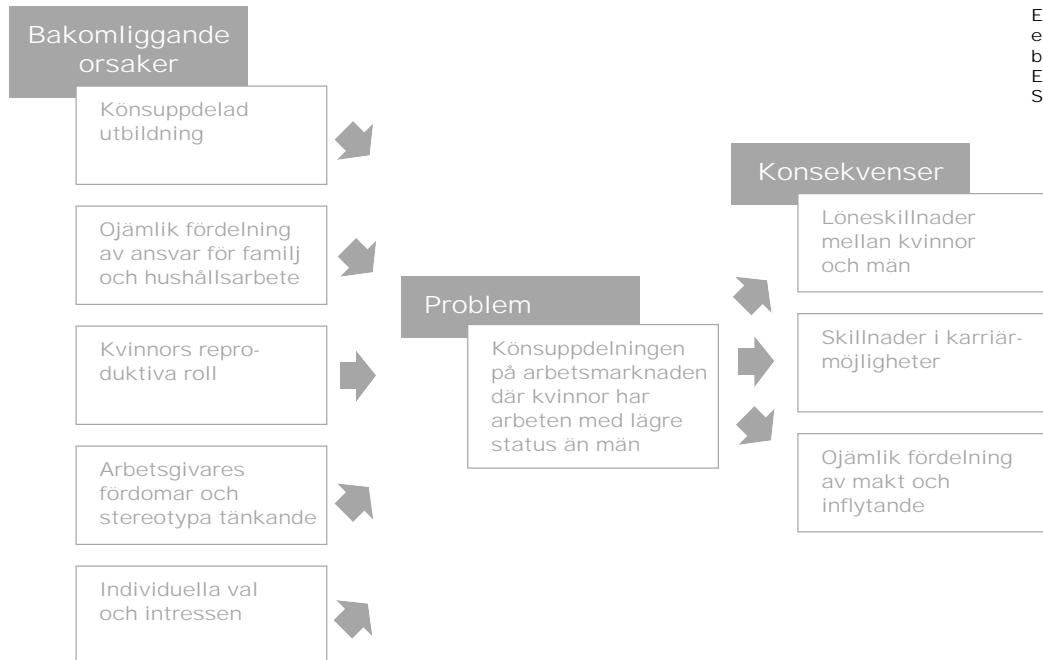 Bakomliggande
orsaker
Könsuppdelad
utbildning
Ojämlik fördelning
av ansvar för familj
och hushållsarbete
Kvinnors repro-
duktiva roll
Arbetsgivares
fördomar och
stereotypa tänkande
Individuella val
och intressen
Problem
Könsuppdelningen
på arbetsmarknaden
där kvinnor har
arbeten med lägre
status än män
Konsekvenser
Löneskillnader
mellan kvinnor
och män
Skillnader i karriär-
möjligheter
Ojämlik fördelning
av makt och
inflytande
E
e
b
E
S